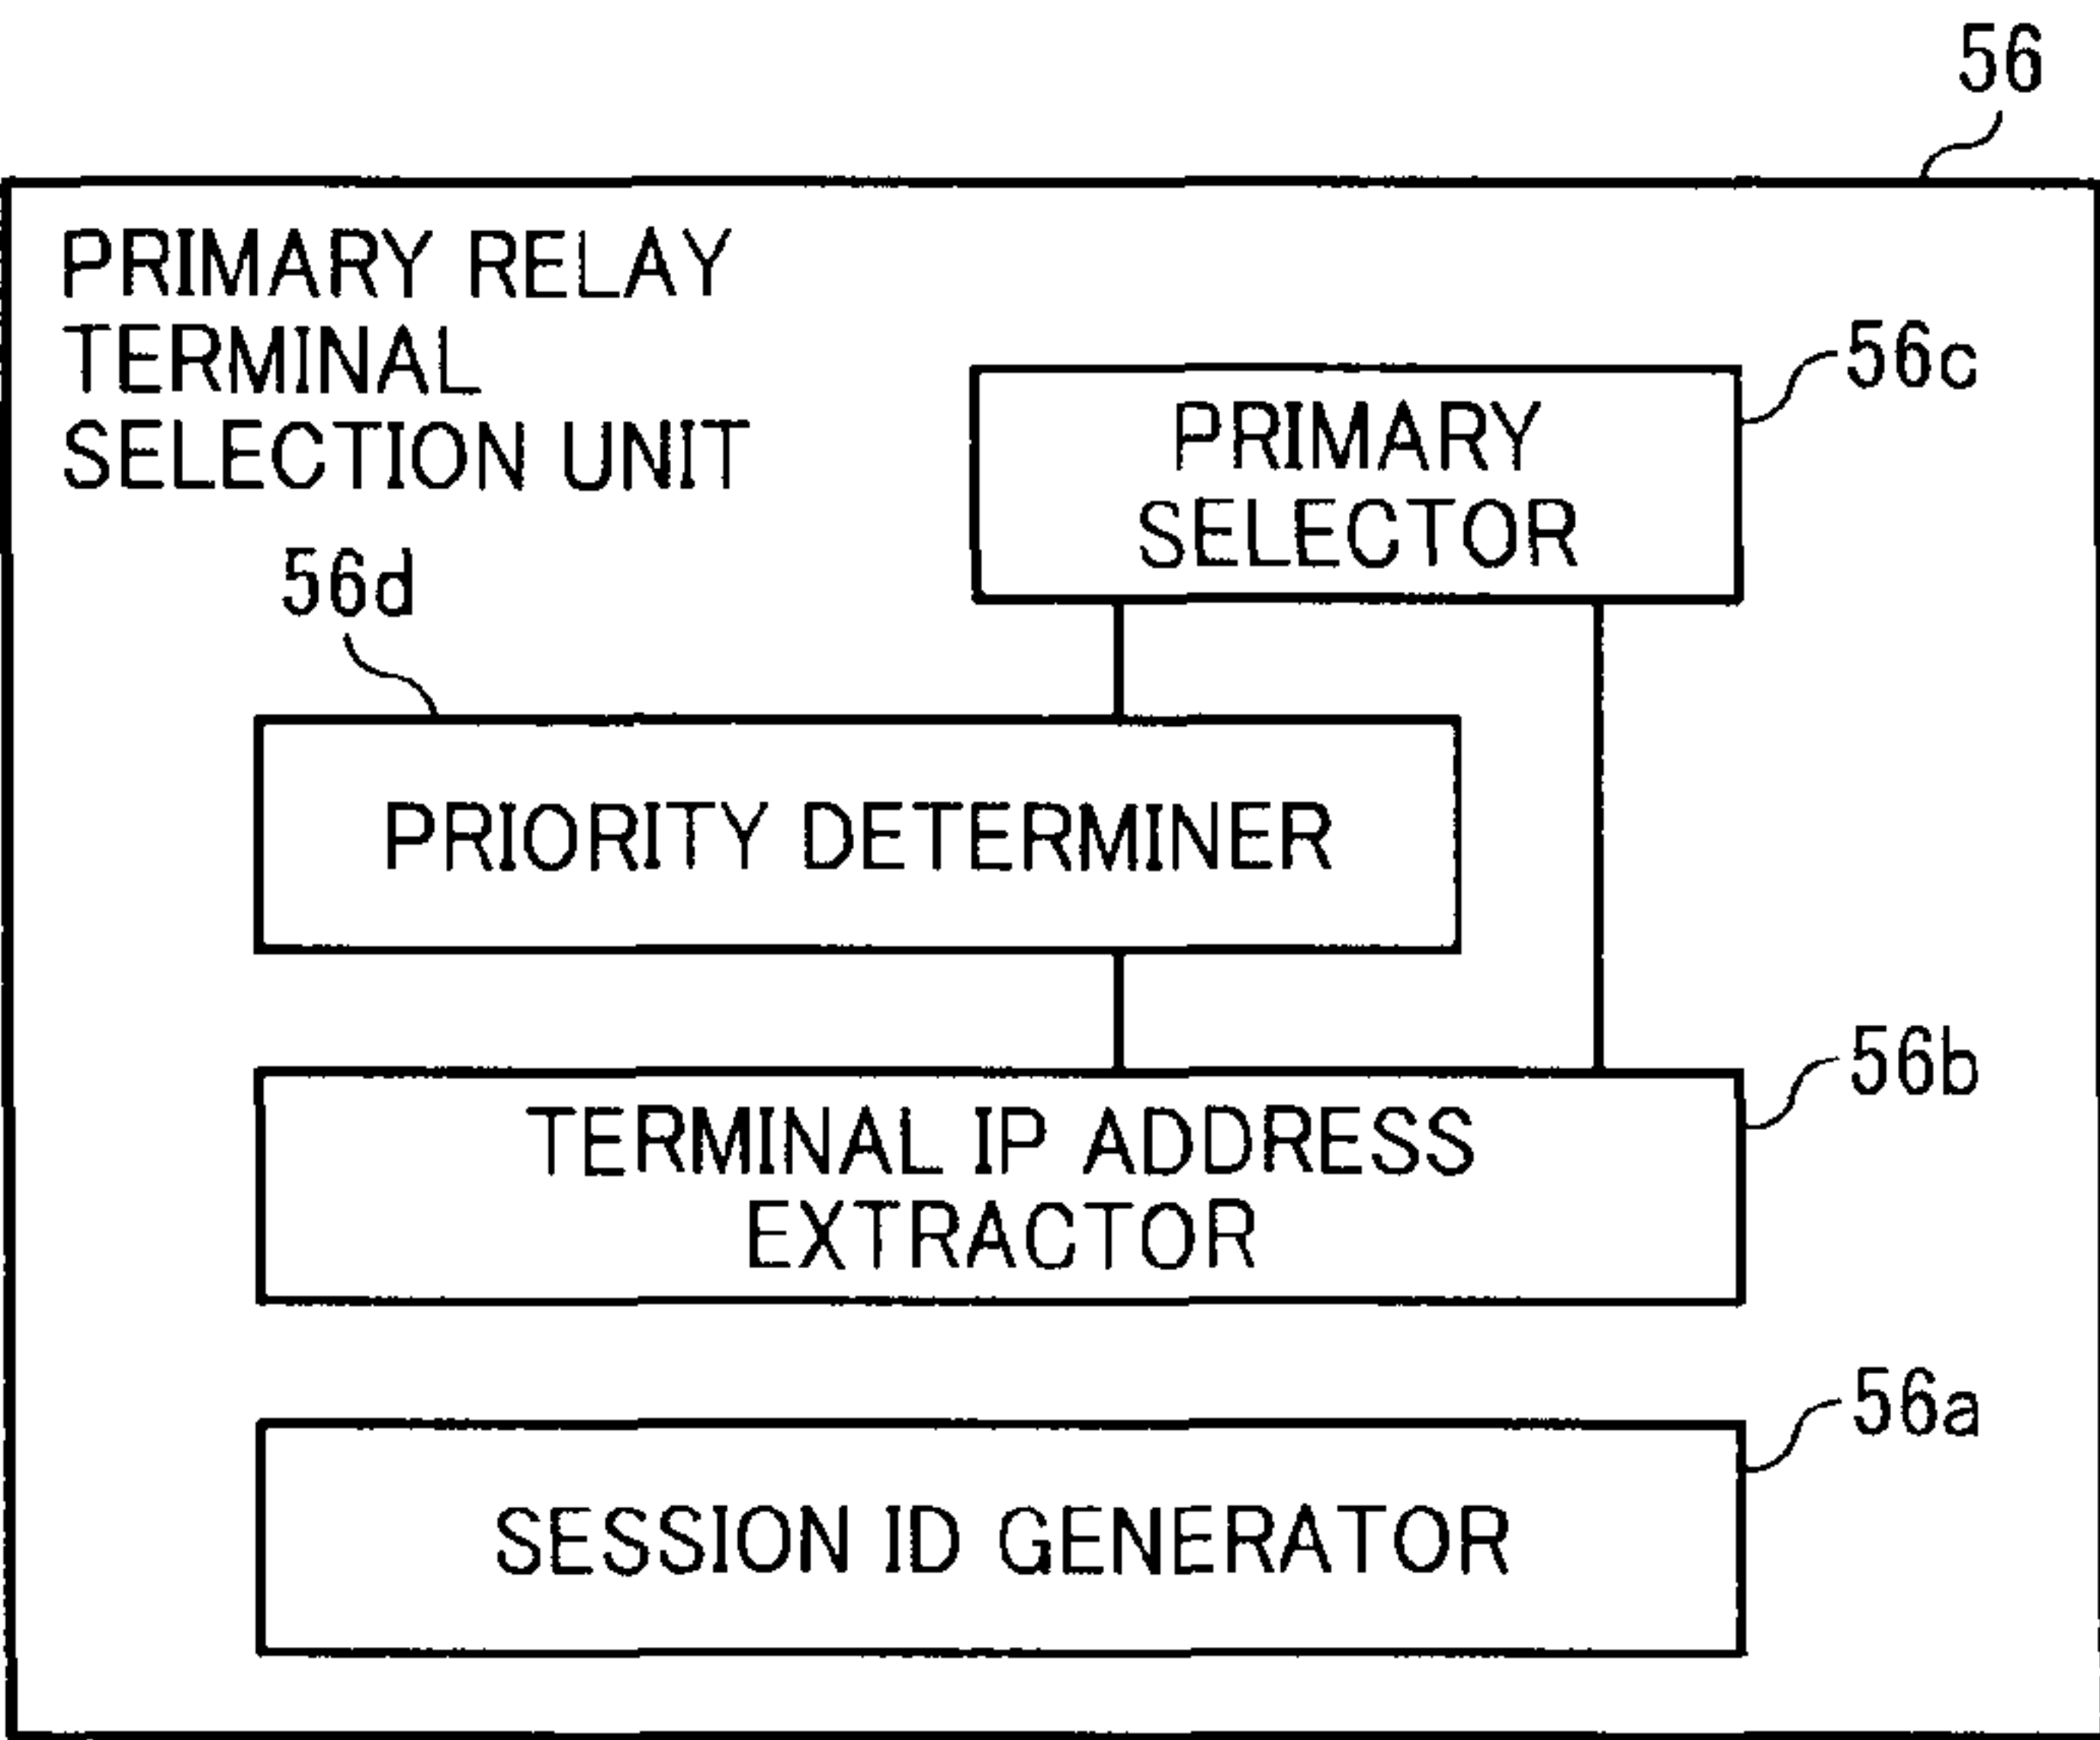 56
PRIMARY RELAY
TERMINAL
SELECTION UNIT
56c
PRIMARY
SELECTOR
56d
PRIORITY DETERMINER
56b
TERMINAL IP ADDRESS
EXTRACTOR
56a
SESSION ID GENERATOR